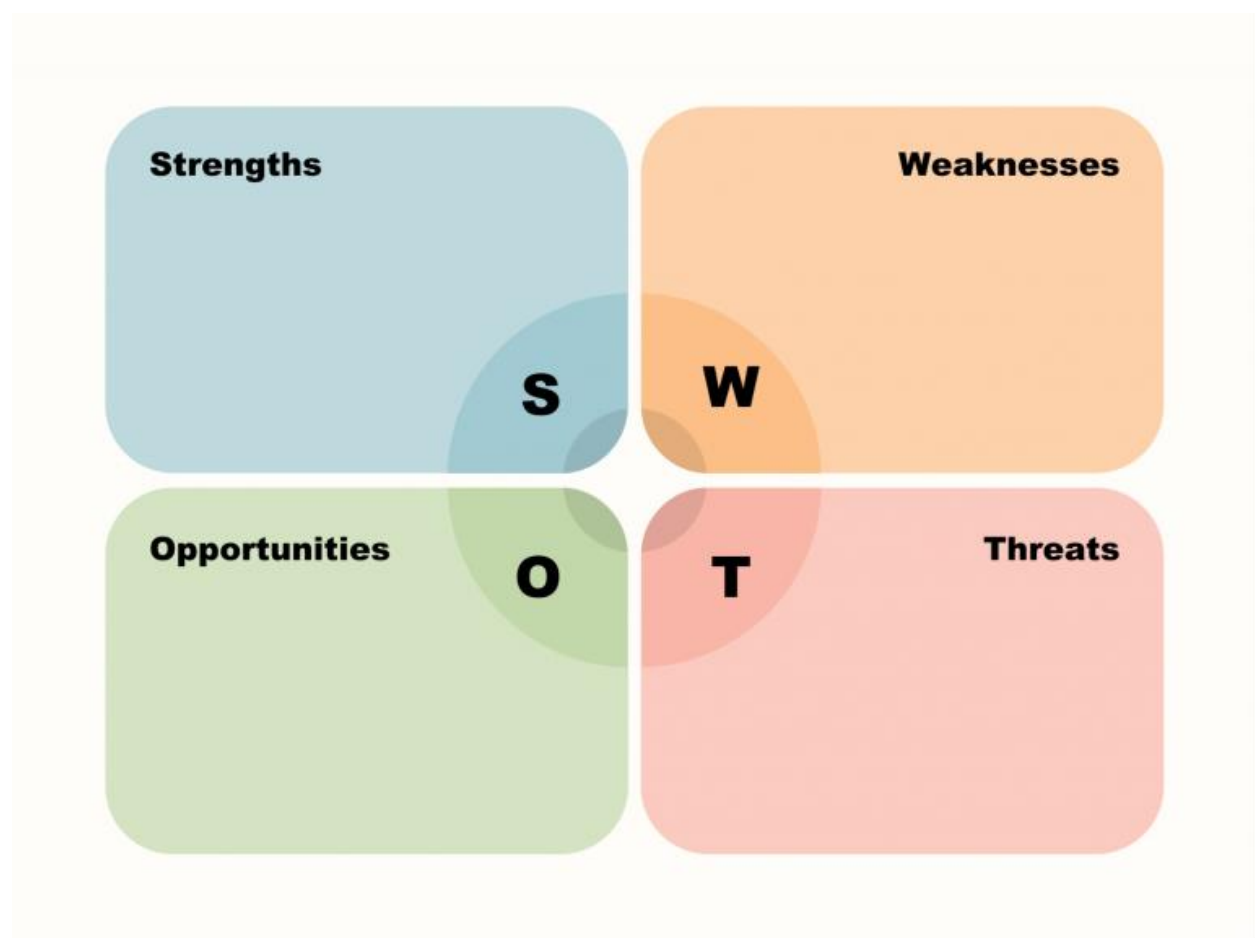 Strengths
Weaknesses
S
W
Opportunities
Threats
O
T